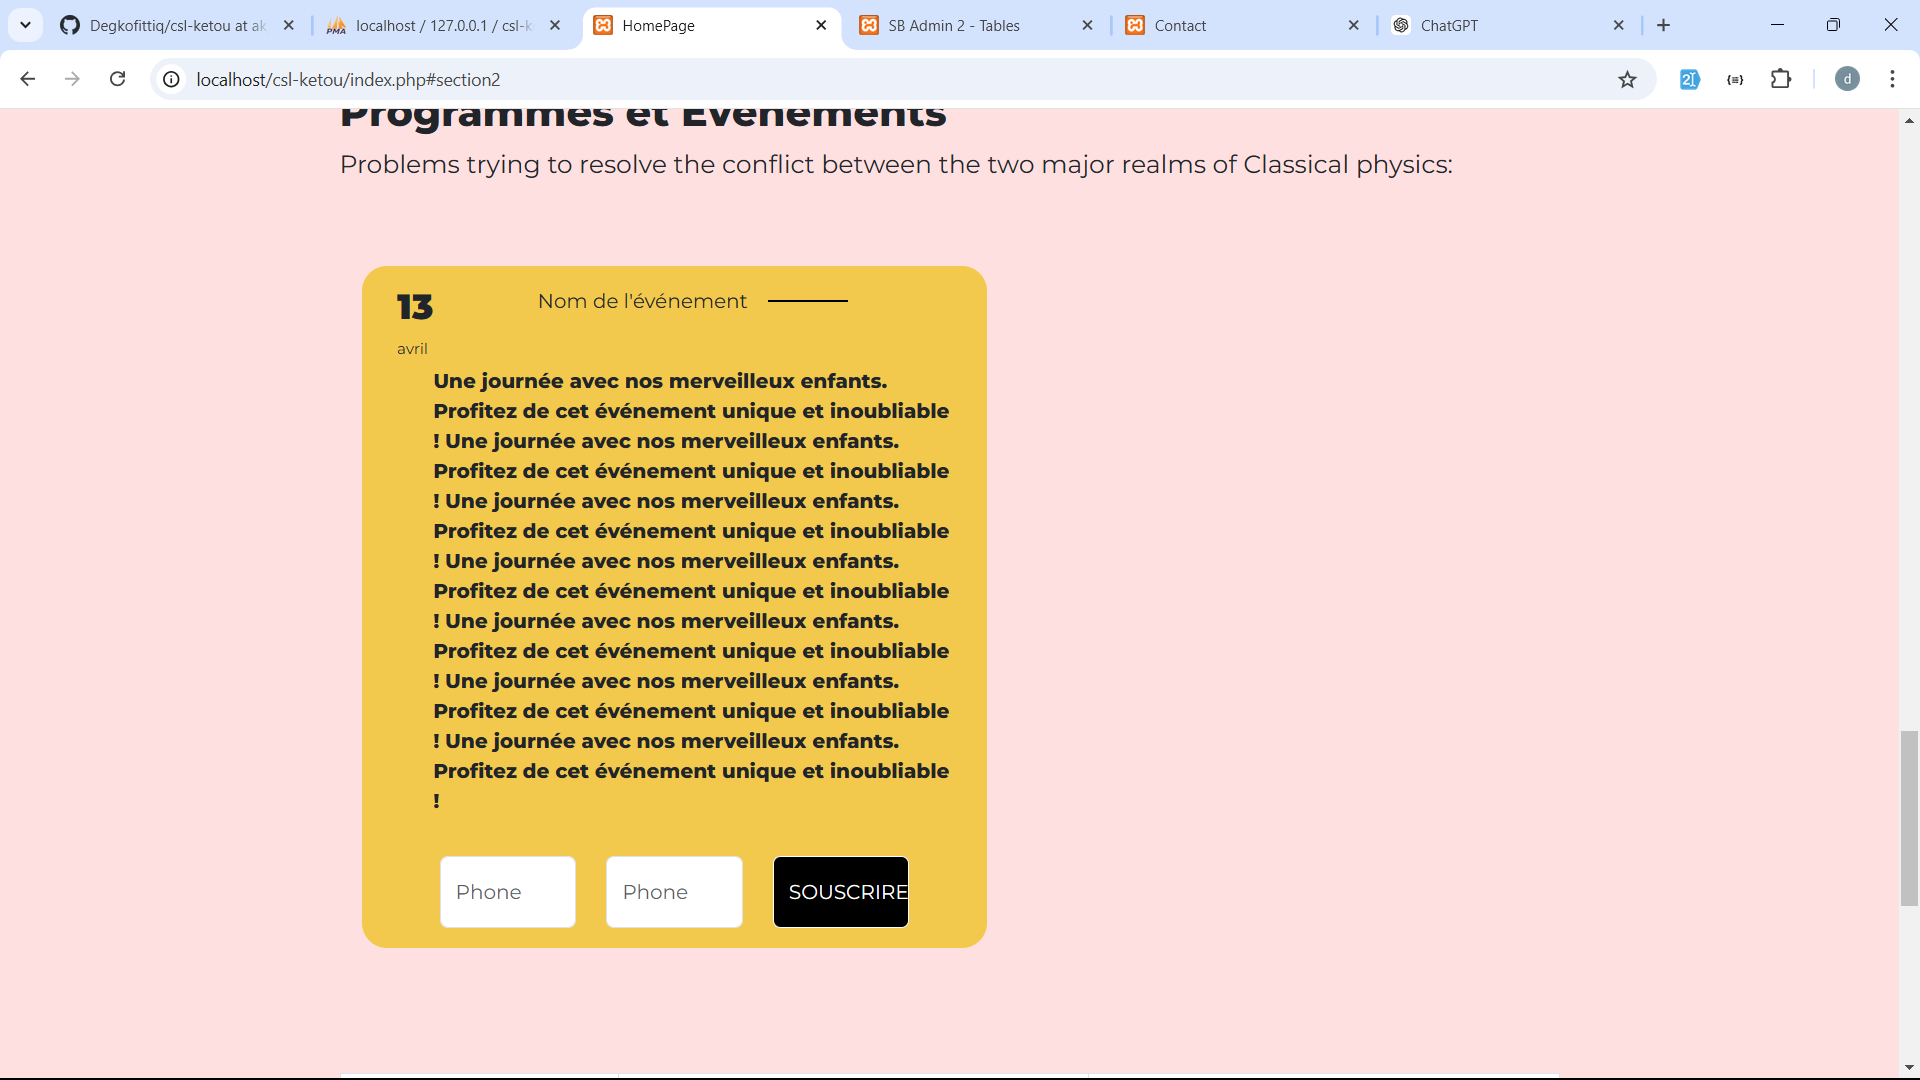 Degkofittiq/csl-ketou at ak
localhost / 127.0.0.1 / csl-k
HomePage
SB Admin 2 - Tables
Contact
ChatGPT
localhost/csl-ketou/index.php#section2
d
Programmes et Evenements
Problems trying to resolve the conflict between the two major realms of Classical physics:
13
Nom de l'événement
avril
Une journée avec nos merveilleux enfants.
Profitez de cet événement unique et inoubliable
! Une journée avec nos merveilleux enfants.
Profitez de cet événement unique et inoubliable
! Une journée avec nos merveilleux enfants.
Profitez de cet événement unique et inoubliable
! Une journée avec nos merveilleux enfants.
Profitez de cet événement unique et inoubliable
! Une journée avec nos merveilleux enfants.
Profitez de cet événement unique et inoubliable
! Une journée avec nos merveilleux enfants.
Profitez de cet événement unique et inoubliable
! Une journée avec nos merveilleux enfants.
Profitez de cet événement unique et inoubliable
!
Phone
Phone
SOUSCRIRE